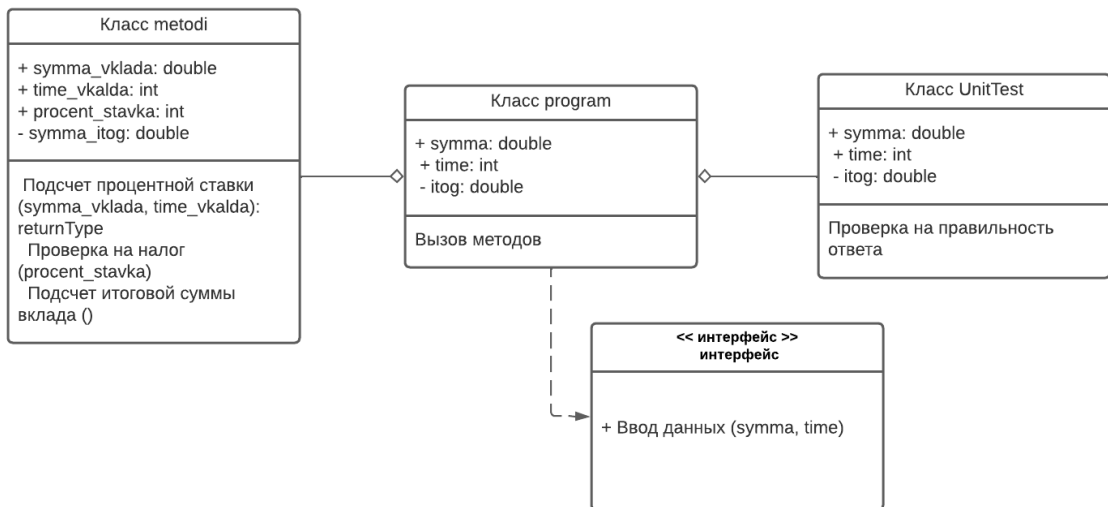 Класс metodi
+ symma_vklada: double
+ time_vkalda: int
+ procent_stavka: int
- symma_itog: double
Подсчет процентной ставки
(symma_vklada, time_vkalda):
returnType
Проверка на налог
(procent_stavka)
Подсчет итоговой суммы
вклада ()
Класс program
+ symma: double
+ time: int
- itog: double
Вызов методов
Класс UnitTest
+ symma: double
+ time: int
- itog: double
Проверка на правильность
ответа
<< интерфейс >>
интерфейс
+ Ввод данных (symma, time)